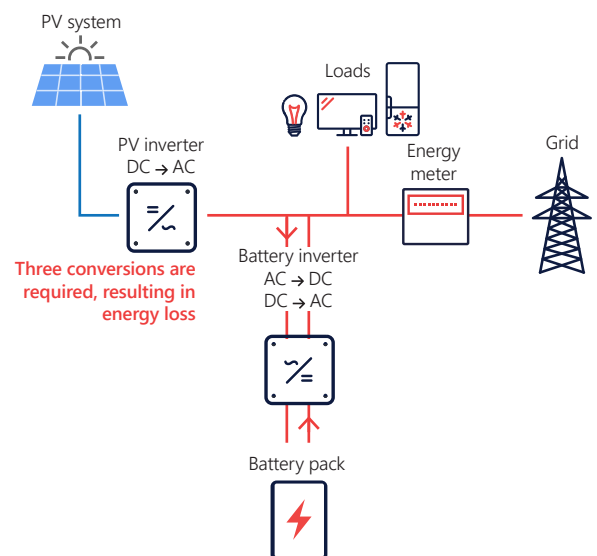 PV system
Loads
PV inverter
DC → AC
Energy
meter
Grid
Three conversions are
required, resulting in
energy loss
Battery inverter
AC → DC
DC → AC
Battery pack